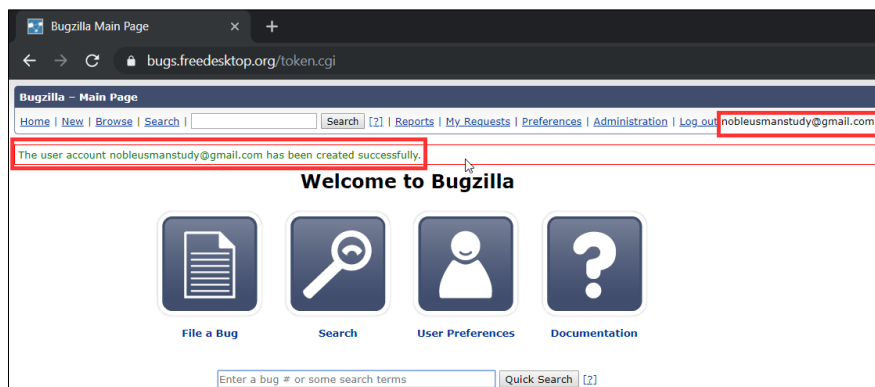 Bugzilla Main Page
bugs.freedesktop.org/token.cgi
Bugzilla – Main Page
Home | New | Browse | Search | Search [?] | Reports | My Requests | Preferences | Administration | Log out nobleusmanstudy@gmail.com
The user account nobleusmanstudy@gmail.com has been created successfully.
Welcome to Bugzilla
File a Bug Search User Preferences Documentation
Enter a bug # or some search terms Quick Search [?]